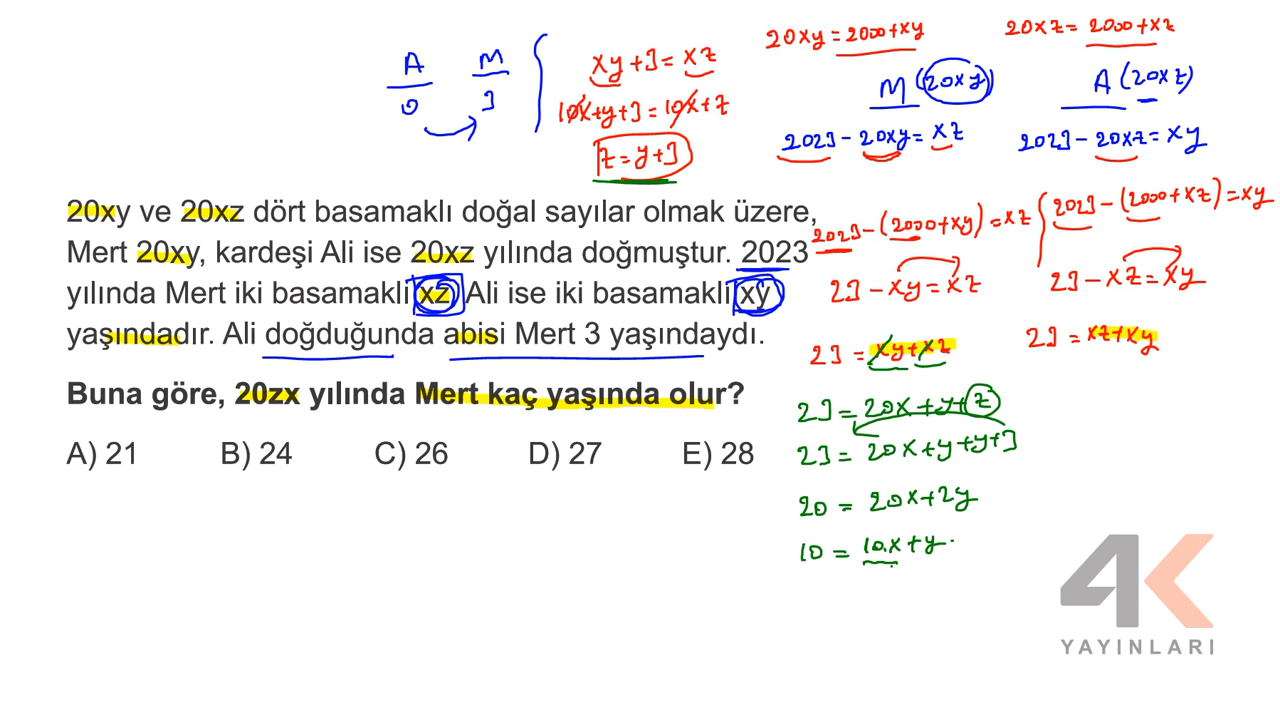 A M
0 3
xy+3=xz
10x+y+3=10x+z
z=y+3
20xy=2000+xy
20xz=2000+xz
M (20xy)
A (20xz)
2023-20xy=xz
2023-20xz=xy
20xy ve 20xz dört basamaklı doğal sayılar olmak üzere,
Mert 20xy, kardeşi Ali ise 20xz yılında doğmuştur. 2023
yılında Mert iki basamaklı xz Ali ise iki basamaklı xy
yaşındadır. Ali doğduğunda abisi Mert 3 yaşındaydı.
Buna göre, 20zx yılında Mert kaç yaşında olur?
A) 21 B) 24 C) 26 D) 27 E) 28
2023-(2000+xy)=xz
2023-(2000+xz)=xy
23-xy=xz
23-xz=xy
23=xy+xz
23=xz+xy
23=20x+y+z
23=20x+y+y+3
20=20x+2y
10=10x+y
4K
YAYINLARI